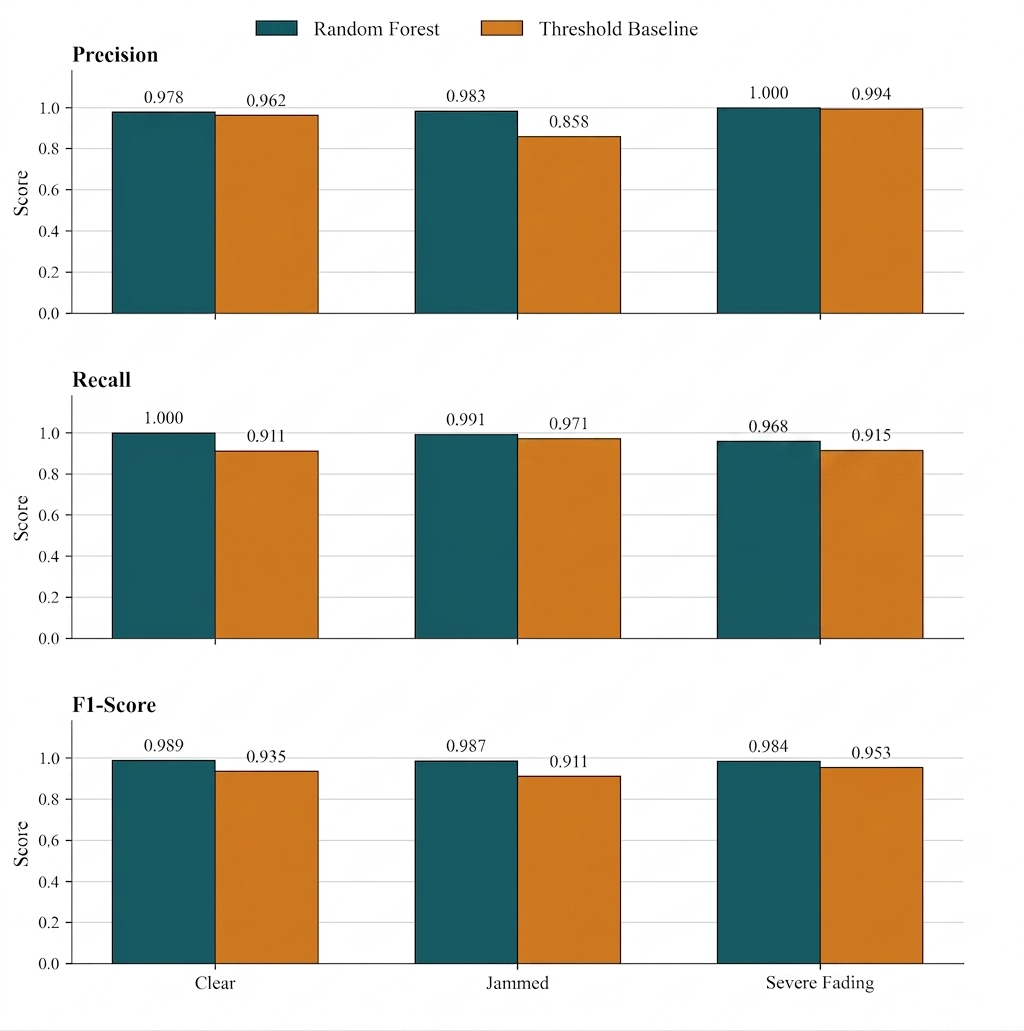 Random Forest Threshold Baseline
Precision
0.978 0.962 0.983 0.858 1.000 0.994
1.0
0.8
0.6
0.4
0.2
0.0
Score
Recall
1.000 0.911 0.991 0.971 0.968 0.915
1.0
0.8
0.6
0.4
0.2
0.0
Score
F1-Score
0.989 0.935 0.987 0.911 0.984 0.953
1.0
0.8
0.6
0.4
0.2
0.0
Score
Clear Jammed Severe Fading